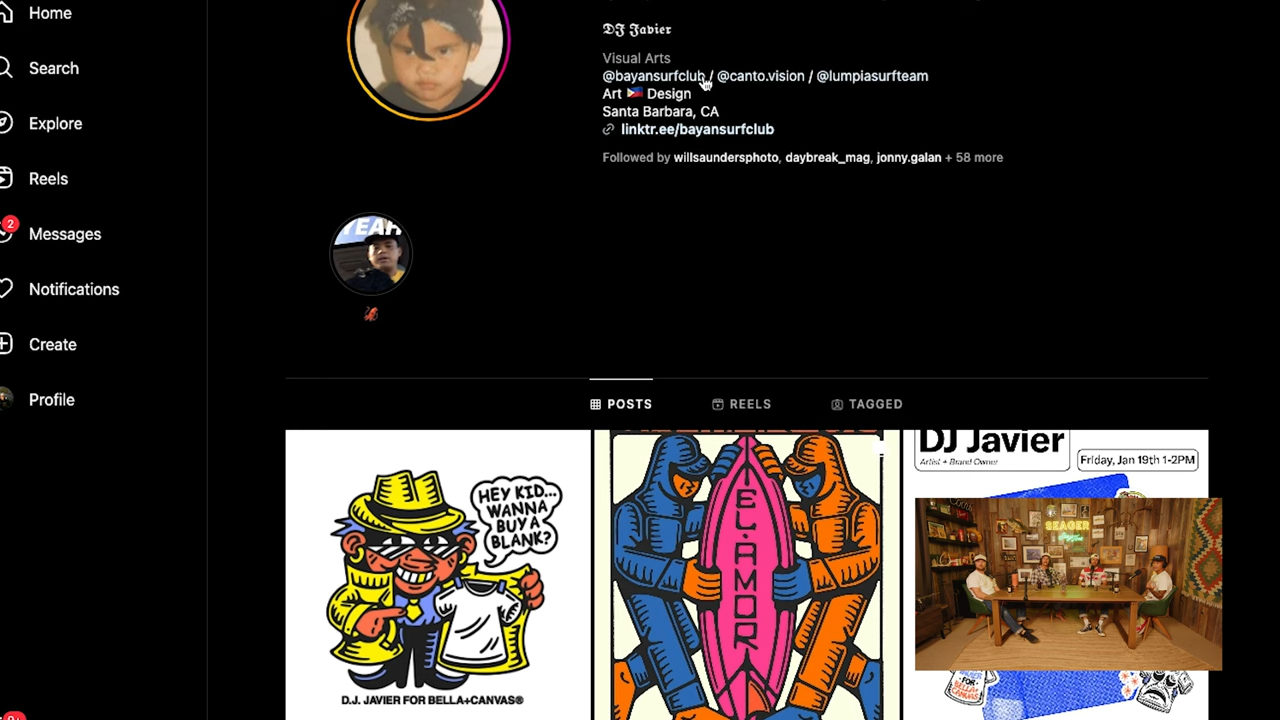 Home
Search
Explore
Reels
2
Messages
Notifications
Create
Profile
𝕯𝕵 𝕵𝖆𝖛𝖎𝖊𝖗
Visual Arts
@bayansurfclub / @canto.vision / @lumpiasurfteam
Art 🇵🇭 Design
Santa Barbara, CA
linktr.ee/bayansurfclub
Followed by willsaundersphoto, daybreak_mag, jonny.galan + 58 more
YEAH
POSTS
REELS
TAGGED
HEY KID...
WANNA
BUY A
BLANK?
D.J. JAVIER FOR BELLA+CANVAS®
EL·AMOR
DJ Javier
Artist + Brand Owner
Friday, Jan 19th 1-2PM
SEAGER
FOR
BELLA+
CANVAS